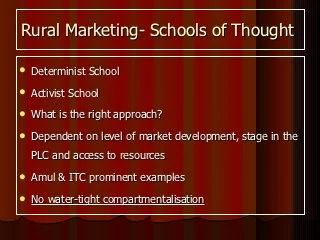 Rural Marketing- Schools of Thought
Determinist School
Activist School
What is the right approach?
Dependent on level of market development, stage in the
PLC and access to resources
Amul & ITC prominent examples
No water-tight compartmentalisation